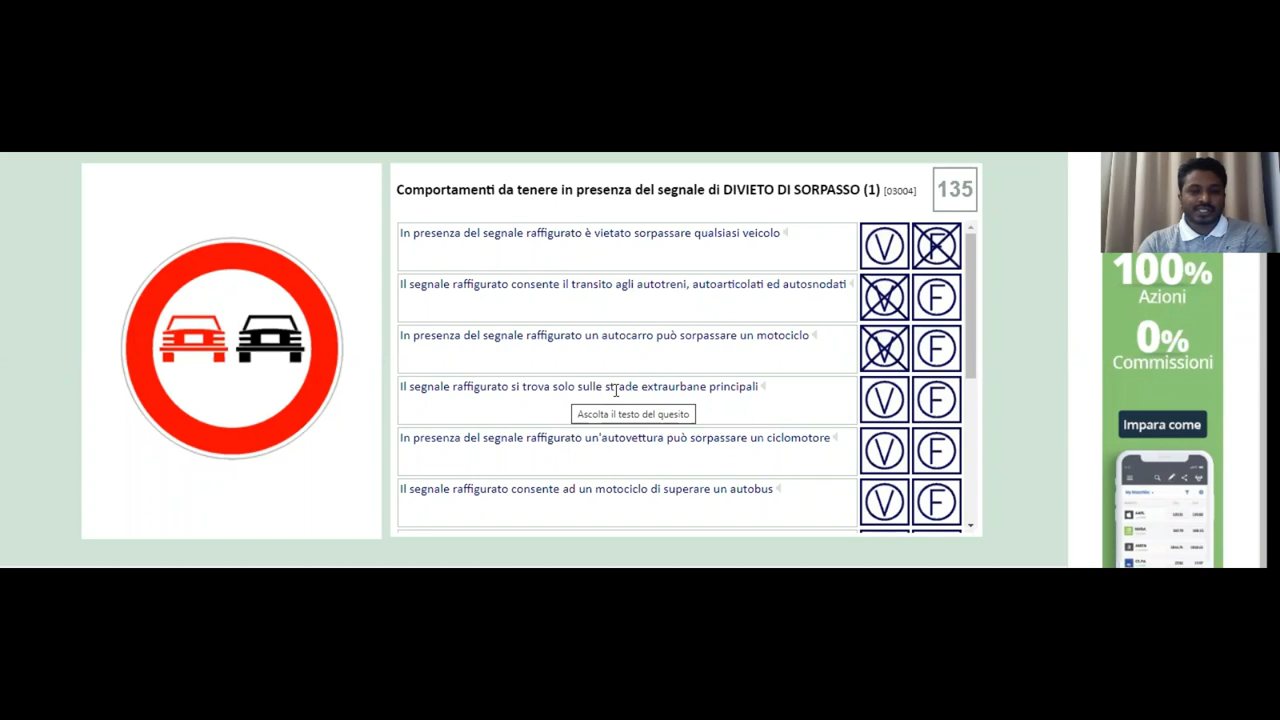 Comportamenti da tenere in presenza del segnale di DIVIETO DI SORPASSO (1) [03004] 135
In presenza del segnale raffigurato è vietato sorpassare qualsiasi veicolo V F
Il segnale raffigurato consente il transito agli autotreni, autoarticolati ed autosnodati V F
In presenza del segnale raffigurato un autocarro può sorpassare un motociclo V F
Il segnale raffigurato si trova solo sulle strade extraurbane principali V F
Ascolta il testo del quesito
In presenza del segnale raffigurato un'autovettura può sorpassare un ciclomotore V F
Il segnale raffigurato consente ad un motociclo di superare un autobus V F
100%
Azioni
0%
Commissioni
Impara come